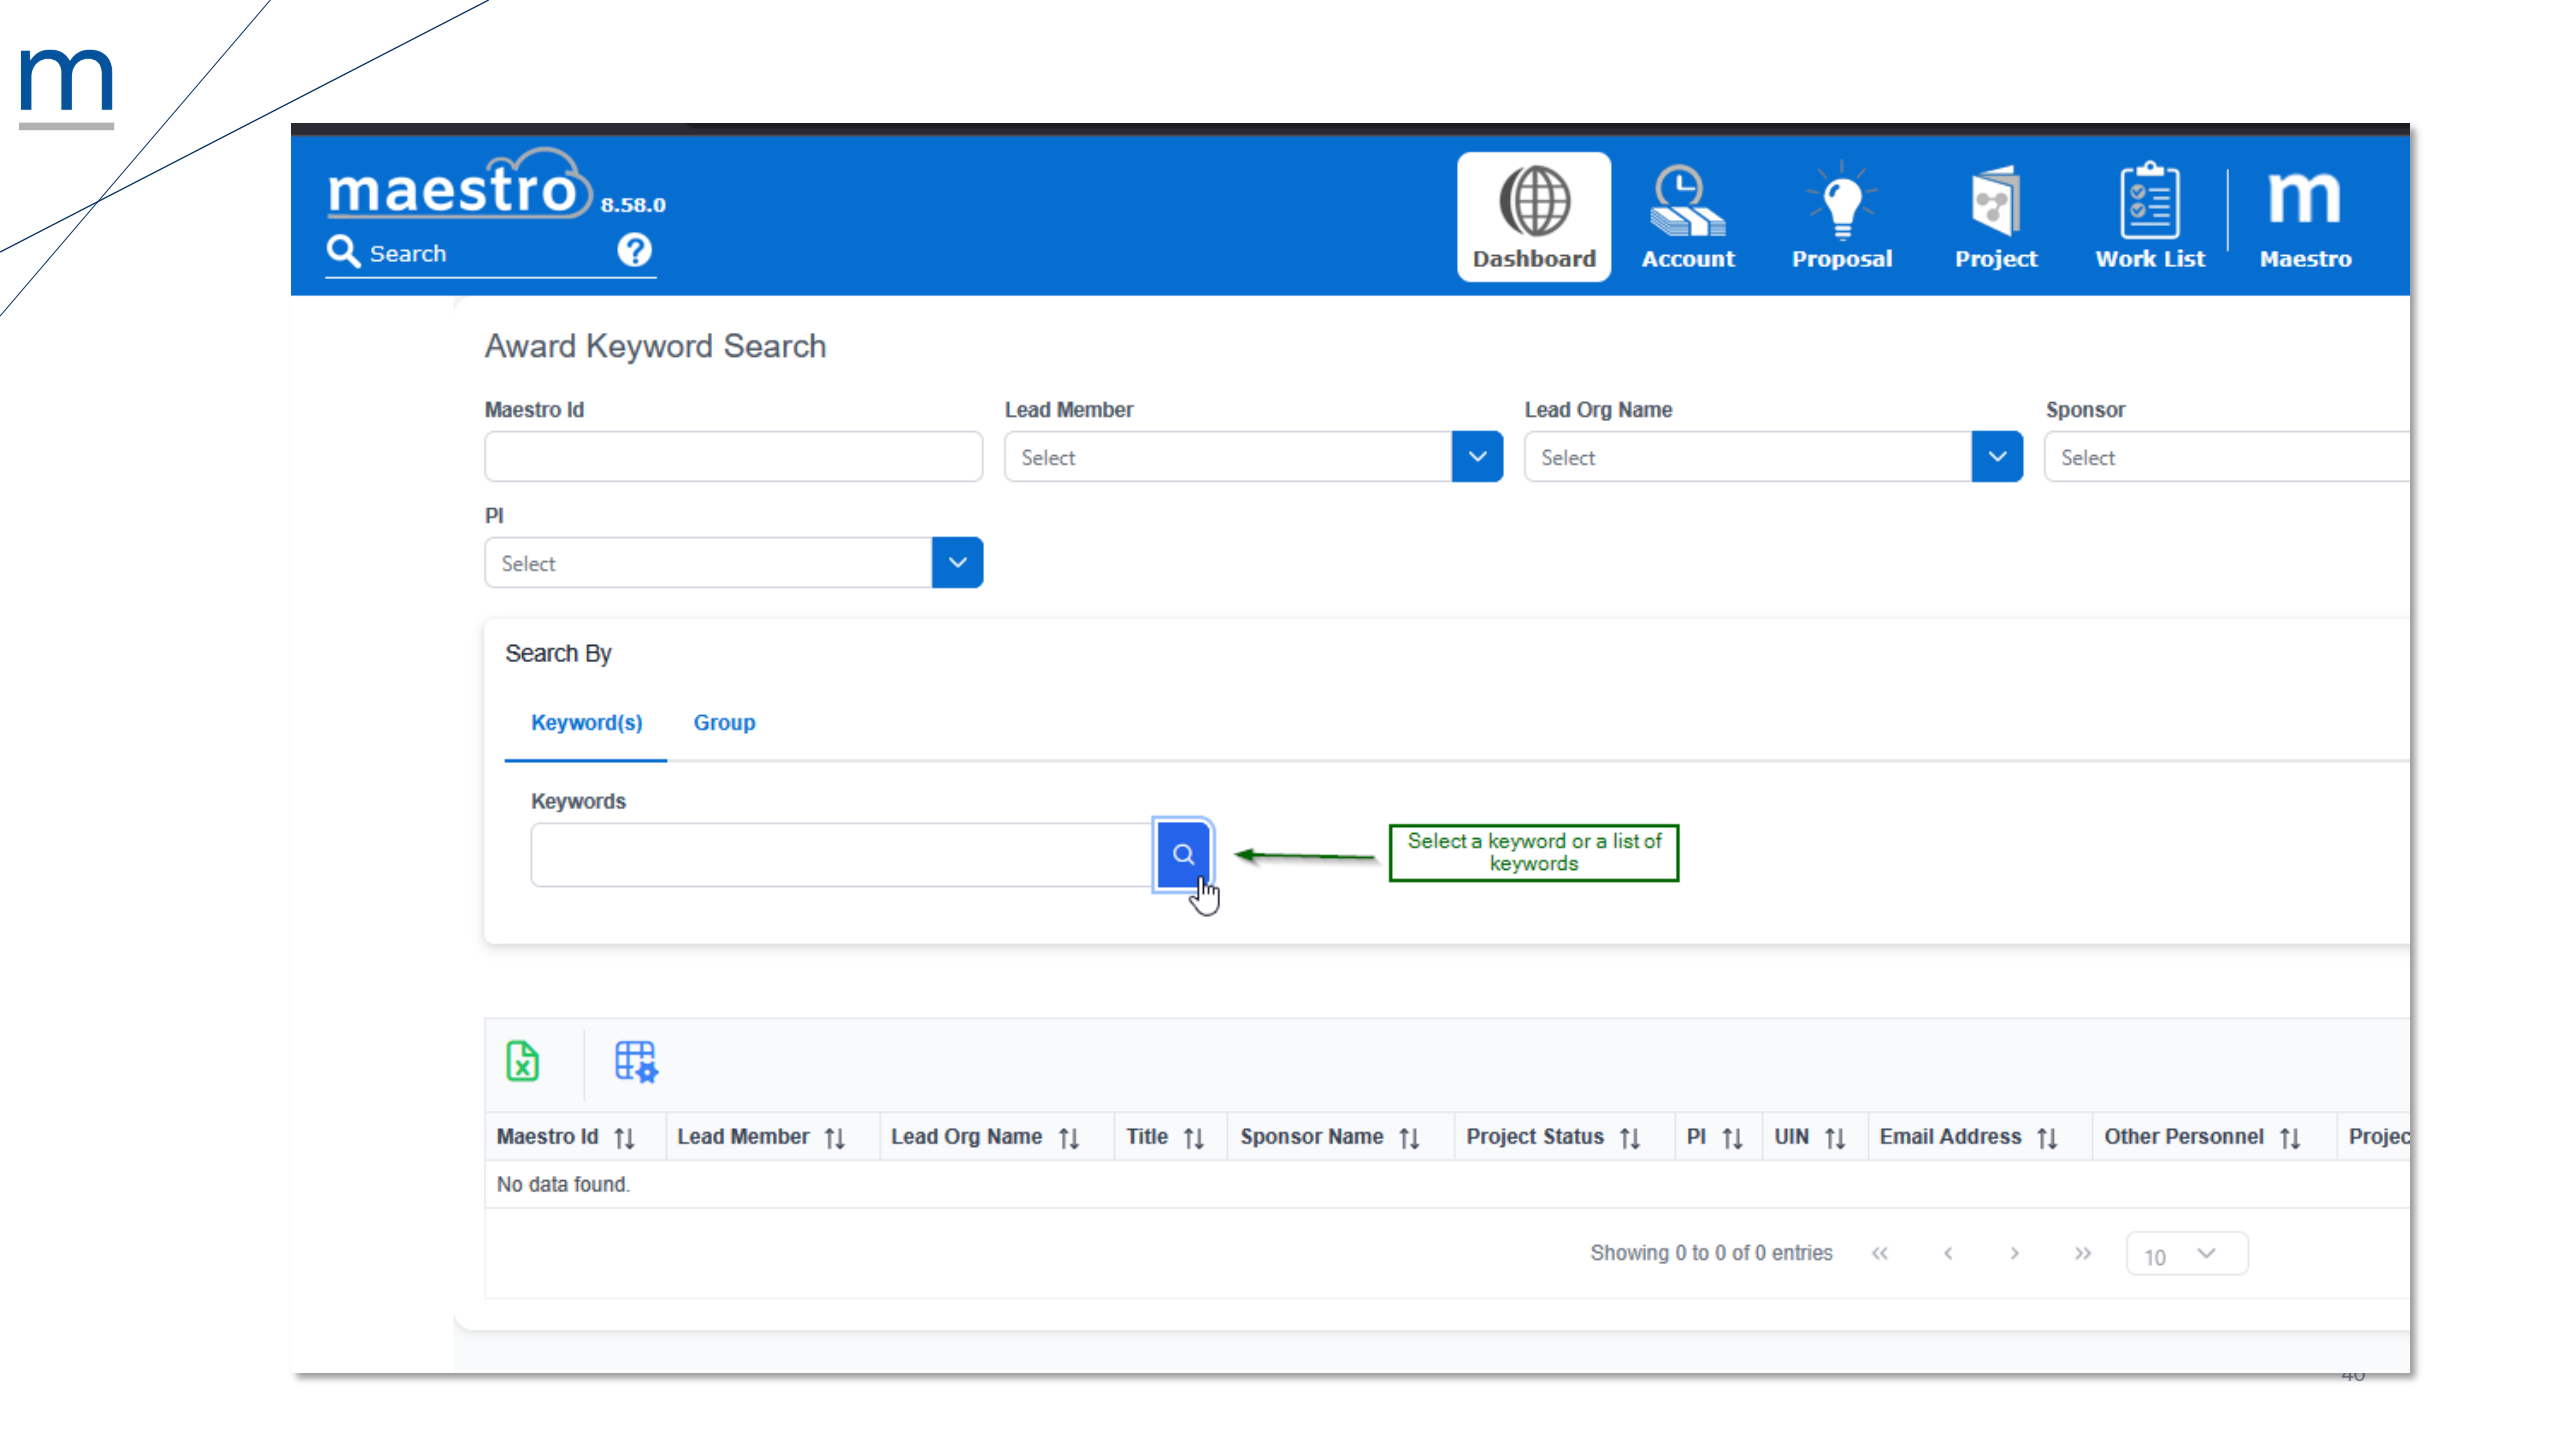 m
maestro 8.58.0
Search ?
Dashboard Account Proposal Project Work List m Maestro
Award Keyword Search
Maestro Id Lead Member Lead Org Name Sponsor
Select Select Select
PI
Select
Search By
Keyword(s) Group
Keywords
Select a keyword or a list of
keywords
Maestro Id Lead Member Lead Org Name Title Sponsor Name Project Status PI UIN Email Address Other Personnel Projec
No data found.
Showing 0 to 0 of 0 entries « ‹ › » 10
40